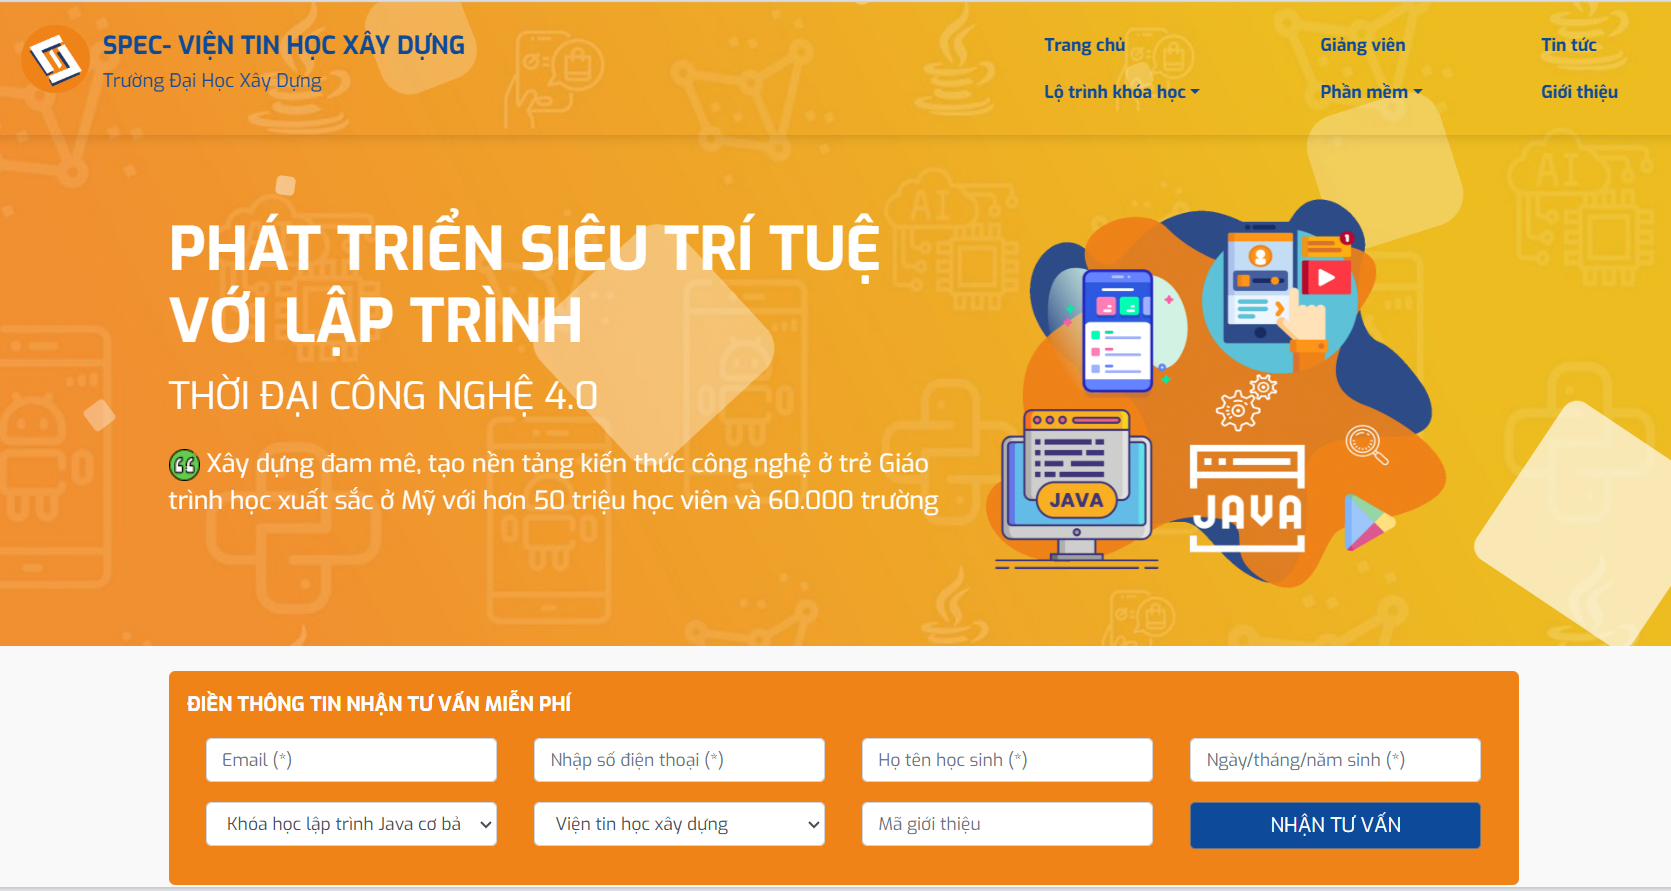 SPEC- VIỆN TIN HỌC XÂY DỰNG
Trường Đại Học Xây Dựng
Trang chủ
Giảng viên
Tin tức
Lộ trình khóa học
Phần mềm
Giới thiệu
PHÁT TRIỂN SIÊU TRÍ TUỆ
VỚI LẬP TRÌNH
THỜI ĐẠI CÔNG NGHỆ 4.0
Xây dựng đam mê, tạo nền tảng kiến thức công nghệ ở trẻ Giáo
trình học xuất sắc ở Mỹ với hơn 50 triệu học viên và 60.000 trường
AI
AI
1
JAVA
JAVA
ĐIỀN THÔNG TIN NHẬN TƯ VẤN MIỄN PHÍ
Email (*)
Nhập số điện thoại (*)
Họ tên học sinh (*)
Ngày/tháng/năm sinh (*)
Khóa học lập trình Java cơ bả
Viện tin học xây dựng
Mã giới thiệu
NHẬN TƯ VẤN